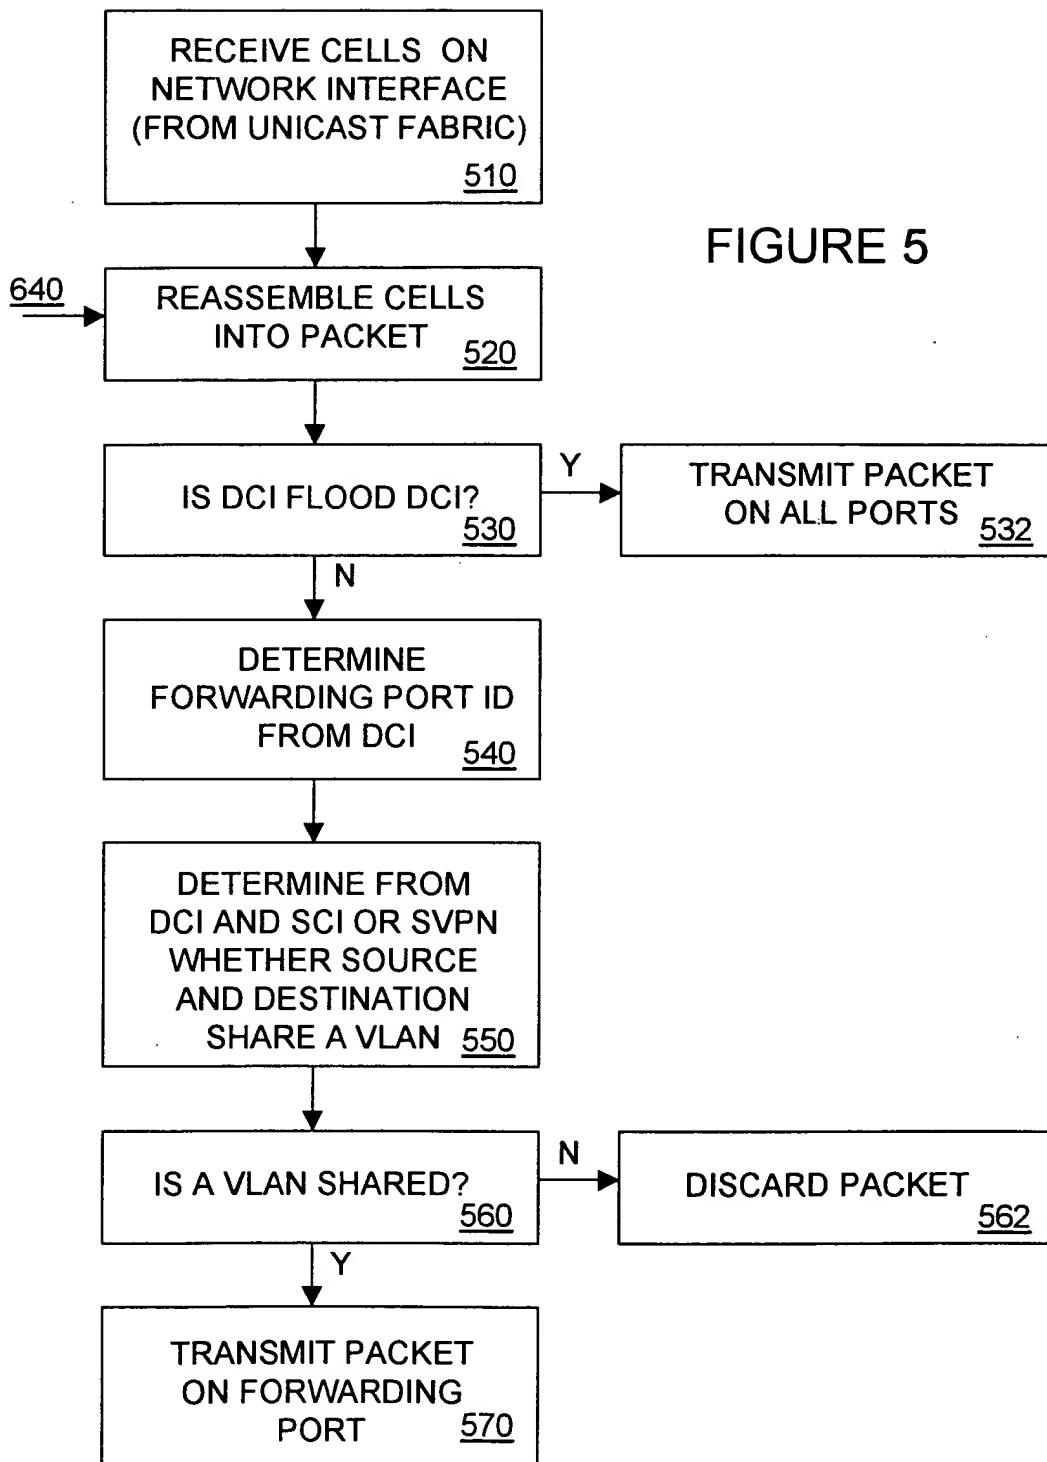 RECEIVE CELLS ON
NETWORK INTERFACE
(FROM UNICAST FABRIC)
510
FIGURE 5
640
REASSEMBLE CELLS
INTO PACKET
520
IS DCI FLOOD DCI?
530
Y
TRANSMIT PACKET
ON ALL PORTS
532
N
DETERMINE
FORWARDING PORT ID
FROM DCI
540
DETERMINE FROM
DCI AND SCI OR SVPN
WHETHER SOURCE
AND DESTINATION
SHARE A VLAN
550
IS A VLAN SHARED?
560
N
DISCARD PACKET
562
Y
TRANSMIT PACKET
ON FORWARDING
PORT
570